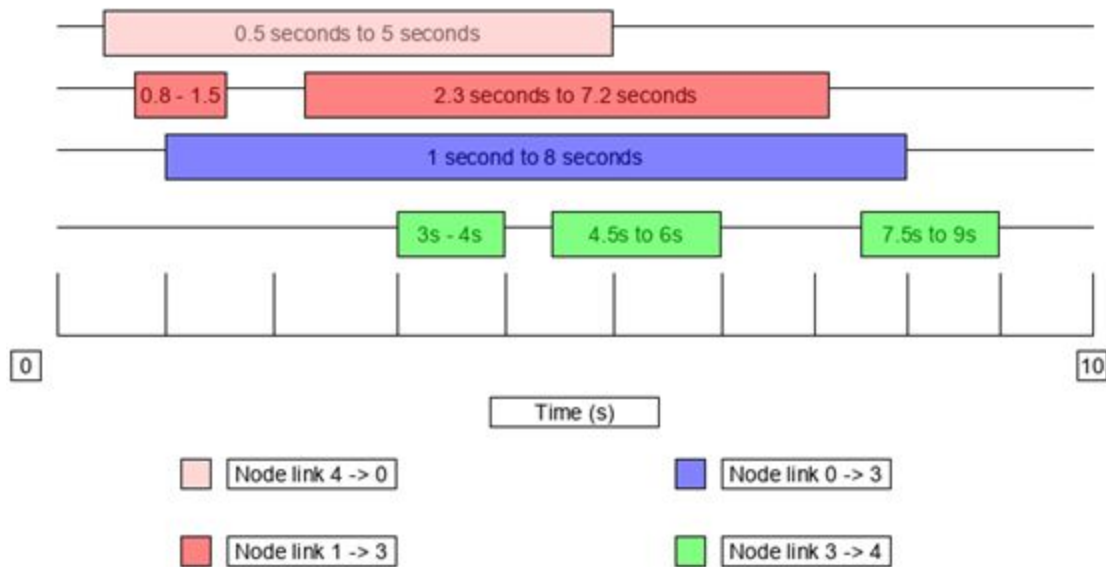 0.5 seconds to 5 seconds
0.8 - 1.5
2.3 seconds to 7.2 seconds
1 second to 8 seconds
3s - 4s
4.5s to 6s
7.5s to 9s
0
10
Time (s)
Node link 4 -> 0
Node link 0 -> 3
Node link 1 -> 3
Node link 3 -> 4